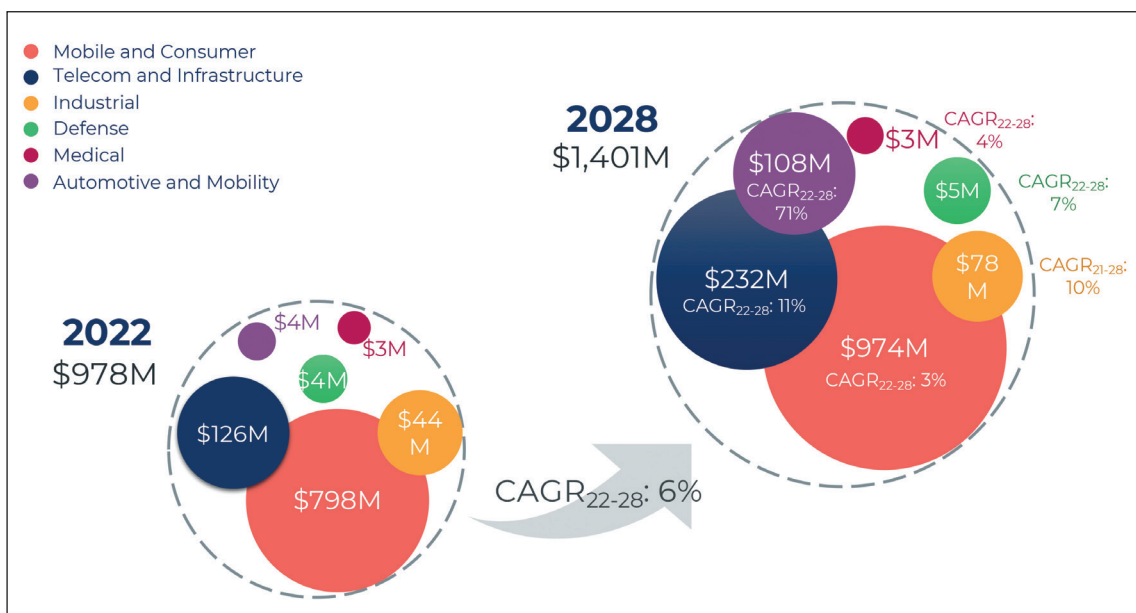 Mobile and Consumer
Telecom and Infrastructure
Industrial
Defense
Medical
Automotive and Mobility
2022
$978M
$4M
$3M
$4M
$126M
$44
M
$798M
CAGR22-28: 6%
2028
$1,401M
$108M
CAGR22-28:
71%
$3M
CAGR22-28:
4%
$5M
CAGR22-28:
7%
$232M
CAGR22-28: 11%
$78
M
CAGR21-28:
10%
$974M
CAGR22-28: 3%